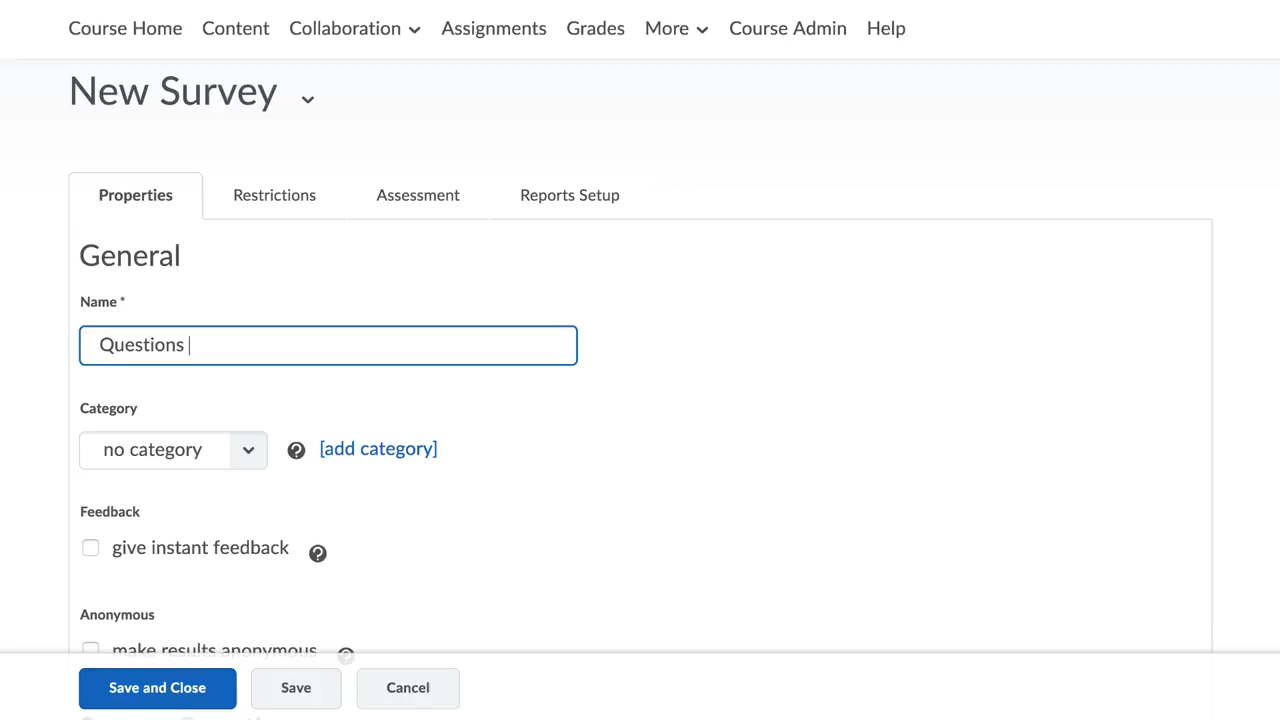 Course Home Content Collaboration Assignments Grades More Course Admin Help
New Survey
Properties Restrictions Assessment Reports Setup
General
Name *
Questions
Category
no category [add category]
Feedback
give instant feedback
Anonymous
make results anonymous
Save and Close Save Cancel